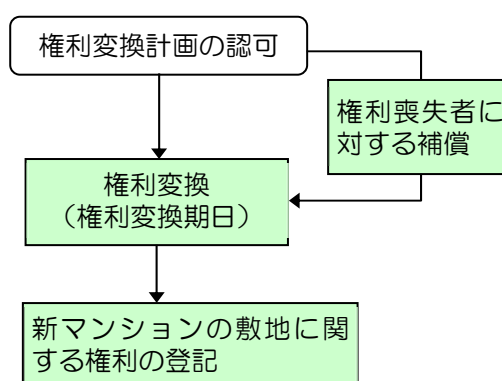 権利変換計画の認可
権利喪失者に
対する補償
権利変換
（権利変換期日）
新マンションの敷地に関
する権利の登記